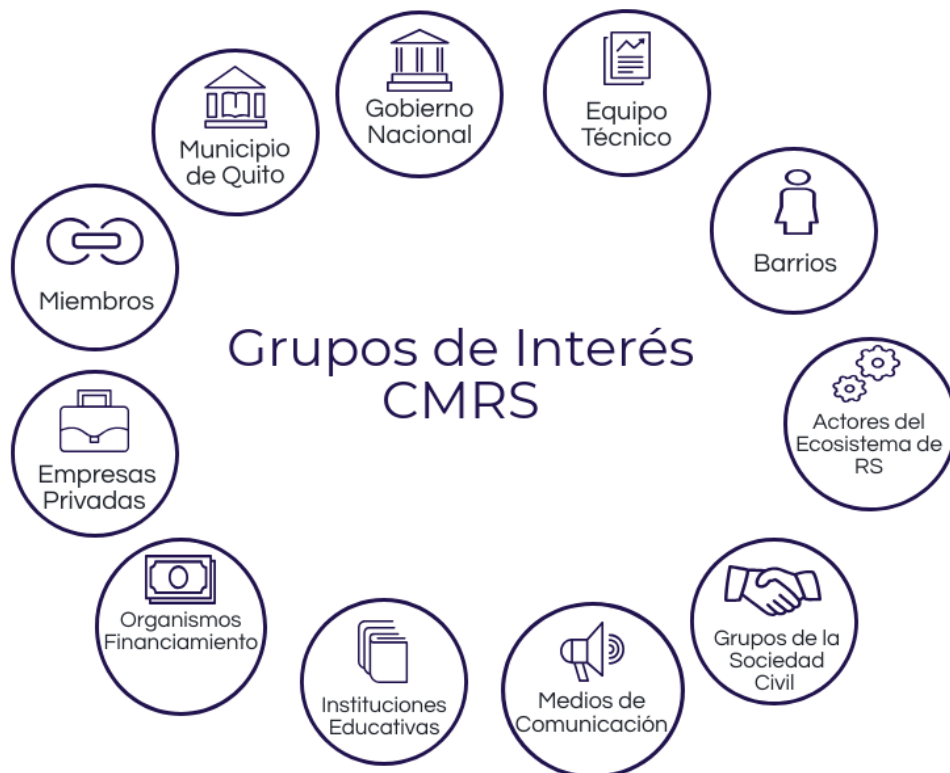 Gobierno
Nacional
Equipo
Técnico
Municipio
de Quito
Barrios
Miembros
Grupos de Interés
CMRS
Actores del
Ecosistema de
RS
Empresas
Privadas
Organismos
Financiamiento
Grupos de la
Sociedad
Civil
Instituciones
Educativas
Medios de
Comunicación